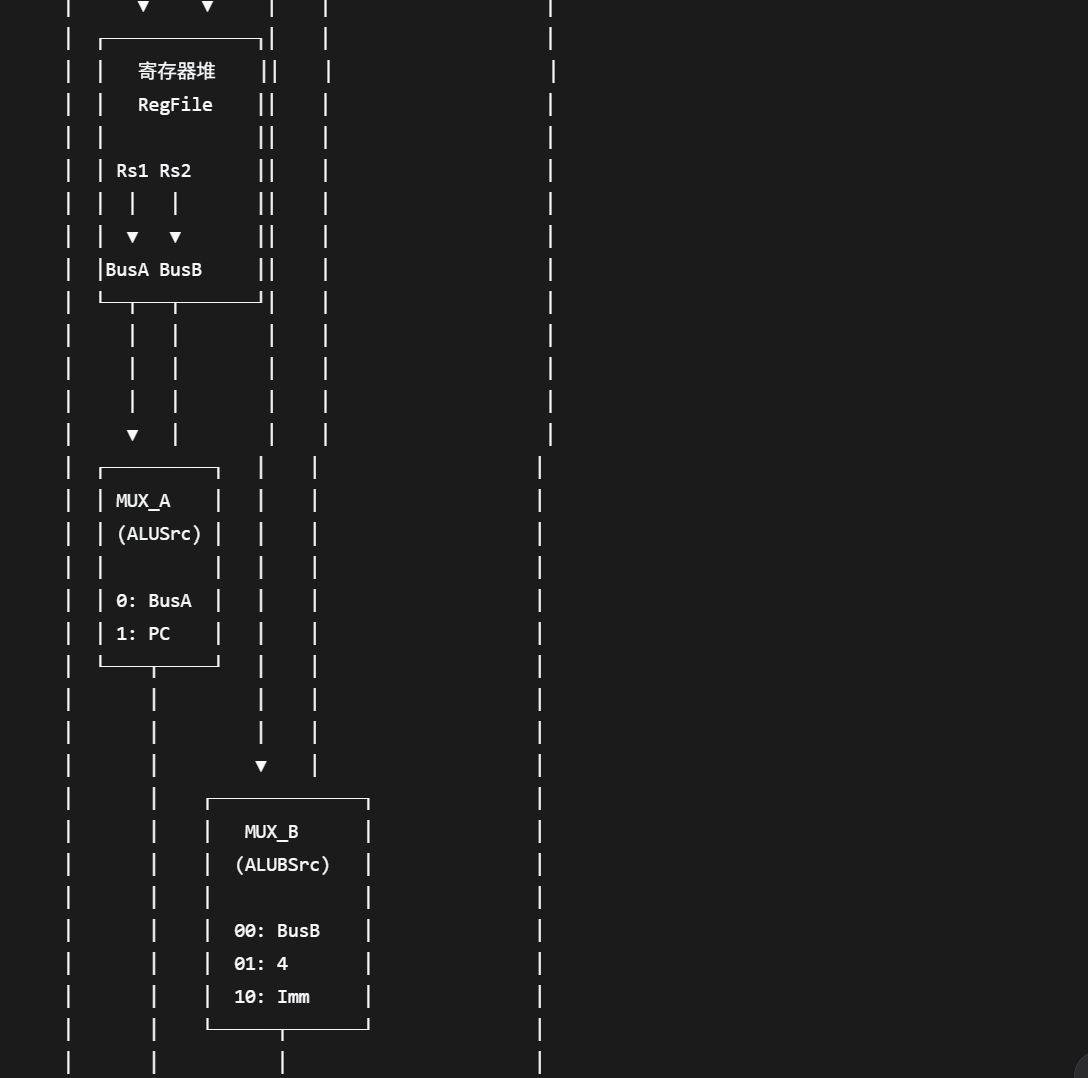 寄存器堆
RegFile
Rs1 Rs2
BusA BusB
MUX_A
(ALUSrc)
0: BusA
1: PC
MUX_B
(ALUBSrc)
00: BusB
01: 4
10: Imm